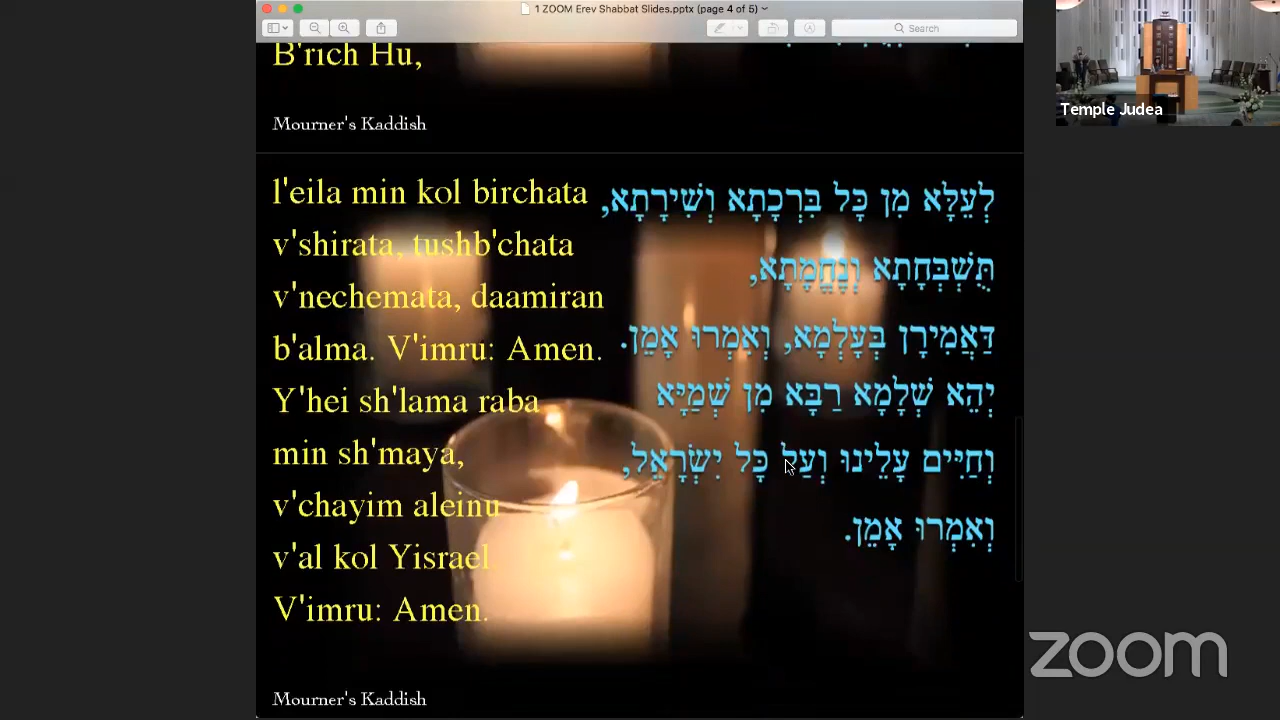 1 ZOOM Erev Shabbat Slides.pptx (page 4 of 5)
Search
B'rich Hu,
Mourner's Kaddish
l'eila min kol birchata
v'shirata, tushb'chata
v'nechemata, daamiran
b'alma. V'imru: Amen.
Y'hei sh'lama raba
min sh'maya,
v'chayim aleinu
v'al kol Yisrael
V'imru: Amen.
לְעֵלָּא מִן כָּל בִּרְכָתָא וְשִׁירָתָא,
תֻּשְׁבְּחָתָא וְנֶחֱמָתָא,
דַּאֲמִירָן בְּעָלְמָא, וְאִמְרוּ אָמֵן.
יְהֵא שְׁלָמָא רַבָּא מִן שְׁמַיָּא
וְחַיִּים עָלֵינוּ וְעַל כָּל יִשְׂרָאֵל,
וְאִמְרוּ אָמֵן.
Mourner's Kaddish
Temple Judea
zoom